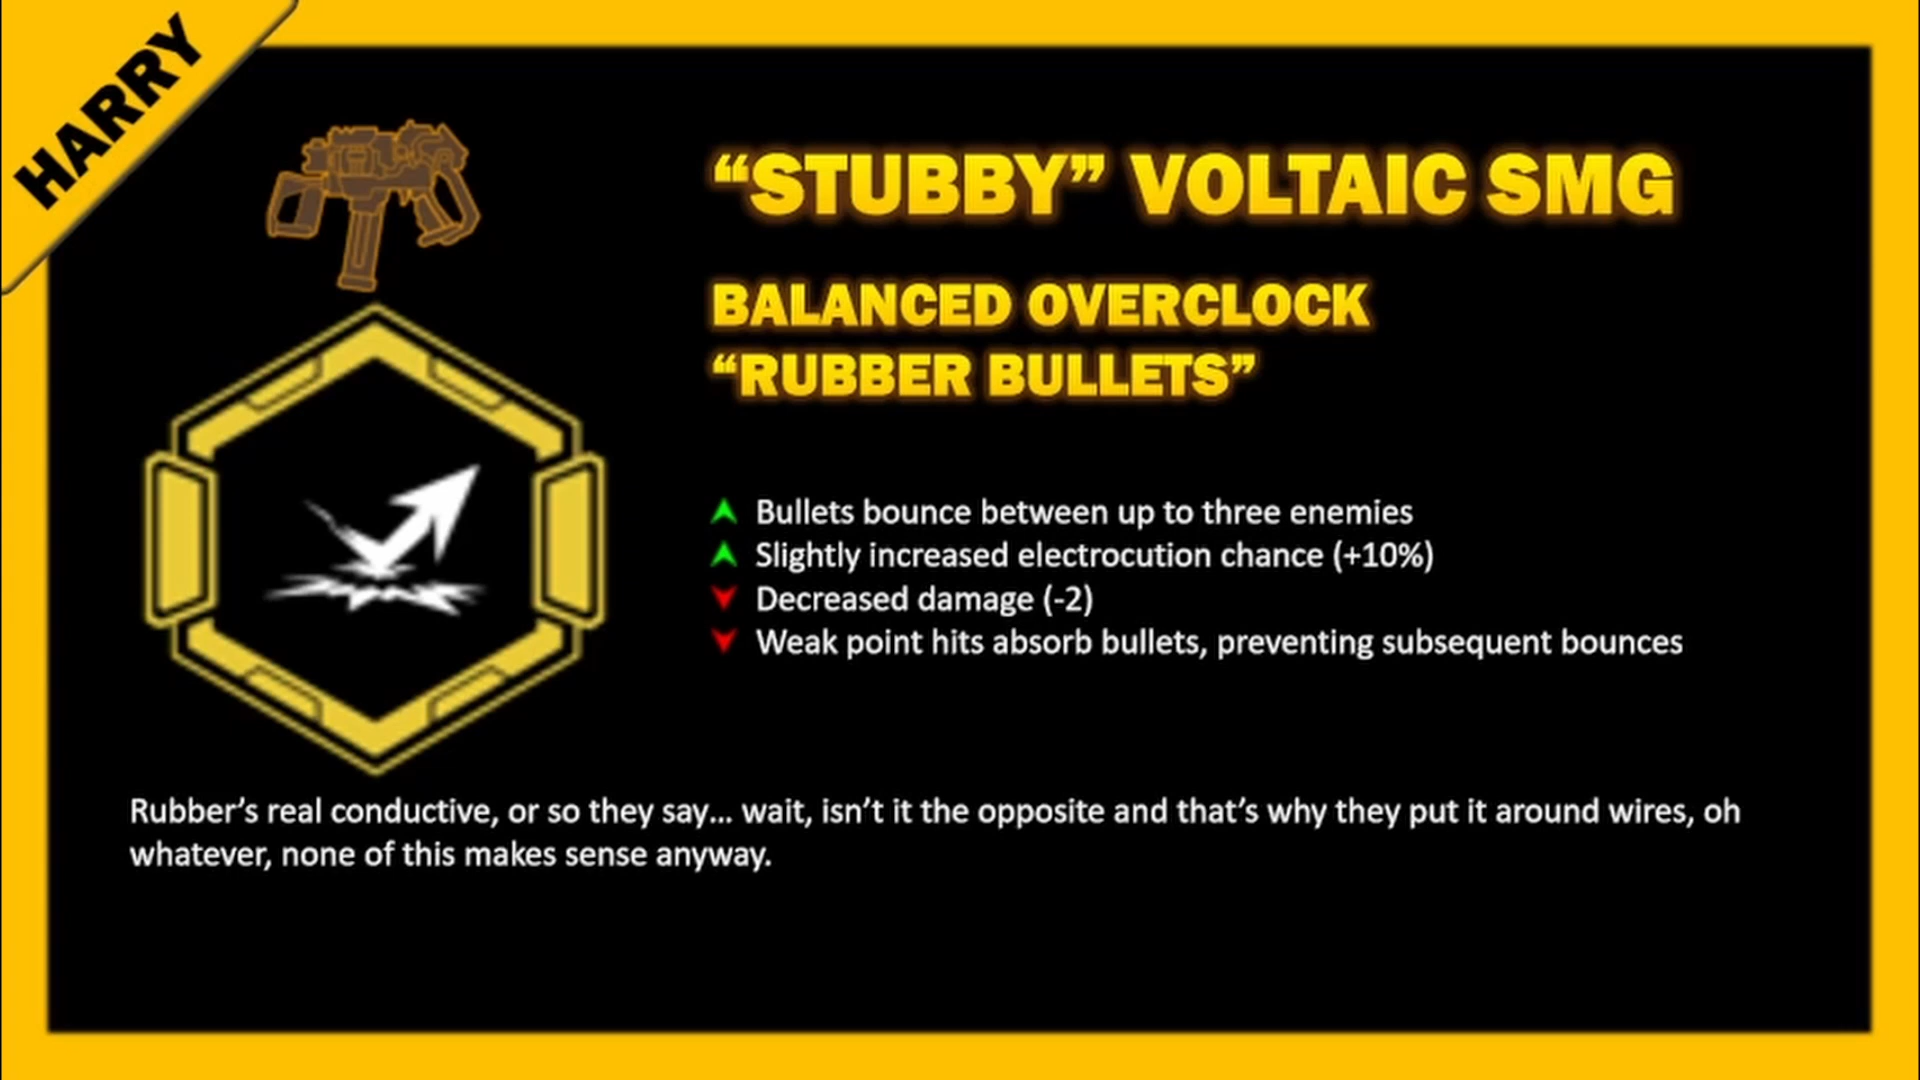 HARRY
“STUBBY” VOLTAIC SMG
BALANCED OVERCLOCK
“RUBBER BULLETS”
Bullets bounce between up to three enemies
Slightly increased electrocution chance (+10%)
Decreased damage (-2)
Weak point hits absorb bullets, preventing subsequent bounces
Rubber’s real conductive, or so they say... wait, isn’t it the opposite and that’s why they put it around wires, oh
whatever, none of this makes sense anyway.